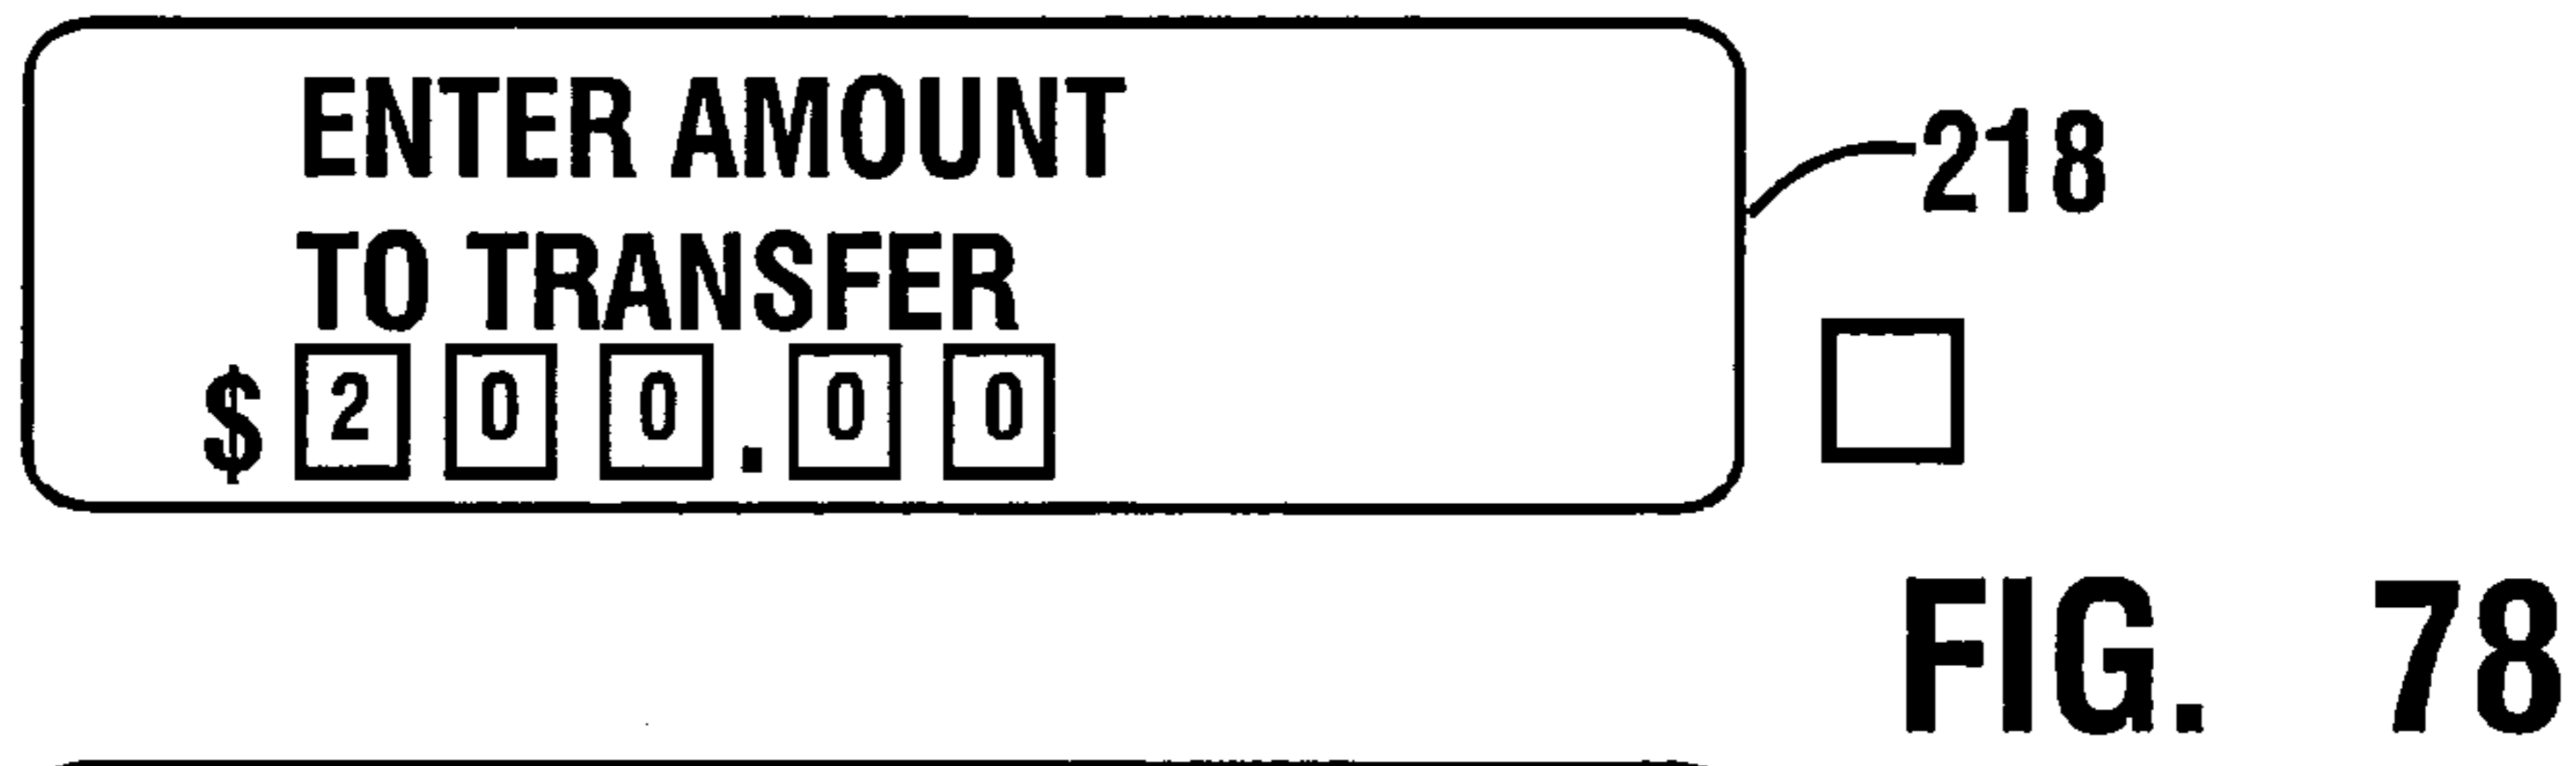 ENTER AMOUNT
TO TRANSFER
$ 2 0 0 . 0 0
218
FIG. 78